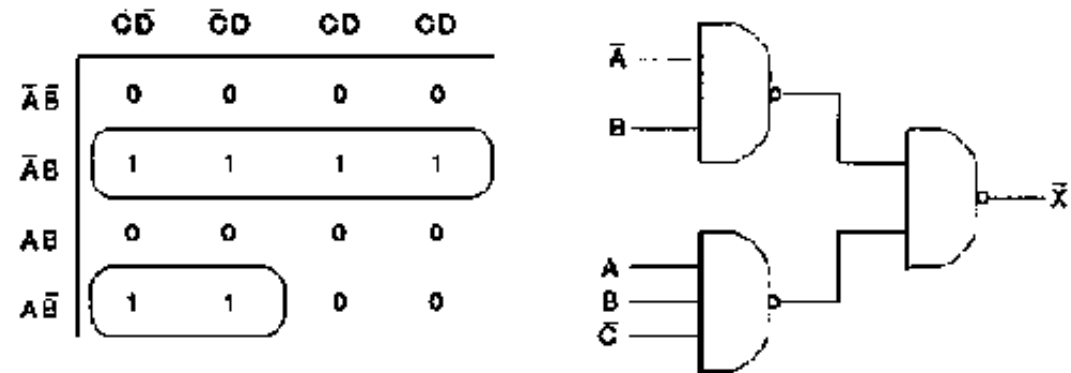 C̄D̄ C̄D CD CD
ĀB̄ 0 0 0 0
ĀB 1 1 1 1
AB 0 0 0 0
AB̄ 1 1 0 0
Ā
B
A
B
C̄
X̄